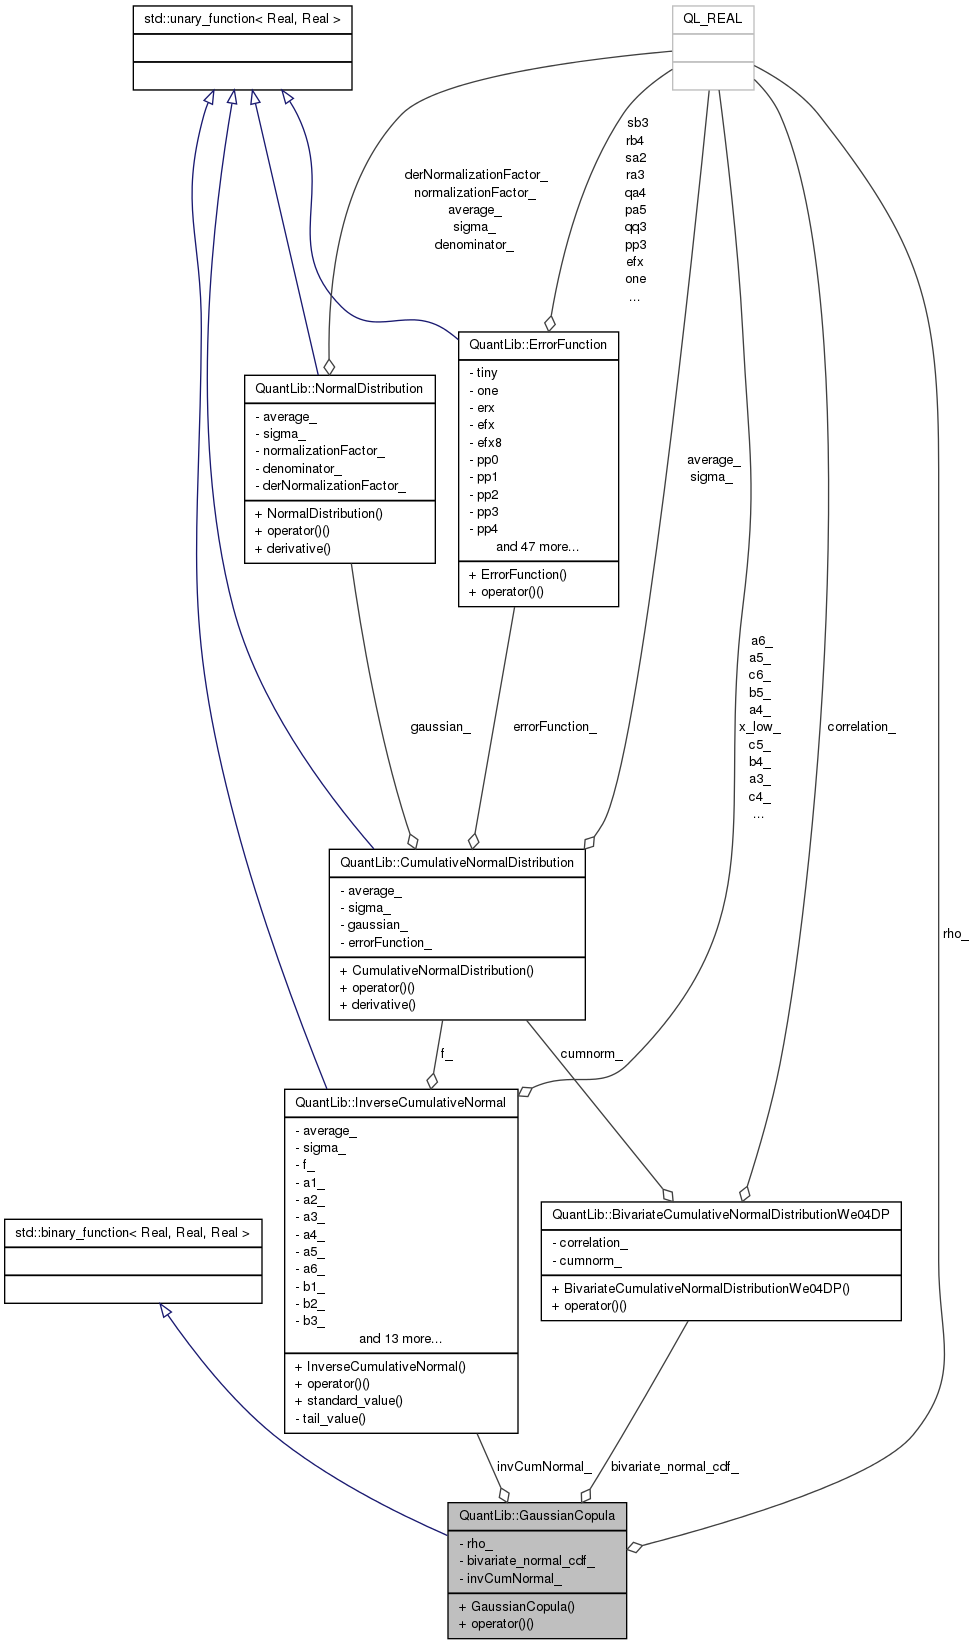 std::unary_function< Real, Real >
QL_REAL
sb3
rb4
sa2
ra3
qa4
pa5
qq3
pp3
efx
one
...
derNormalizationFactor_
normalizationFactor_
average_
sigma_
denominator_
QuantLib::ErrorFunction
- tiny
- one
- erx
- efx
- efx8
- pp0
- pp1
- pp2
- pp3
- pp4
and 47 more...
+ ErrorFunction()
+ operator()()
QuantLib::NormalDistribution
- average_
- sigma_
- normalizationFactor_
- denominator_
- derNormalizationFactor_
+ NormalDistribution()
+ operator()()
+ derivative()
average_
sigma_
a6_
a5_
c6_
b5_
a4_
x_low_
c5_
b4_
a3_
c4_
...
gaussian_
errorFunction_
correlation_
QuantLib::CumulativeNormalDistribution
- average_
- sigma_
- gaussian_
- errorFunction_
+ CumulativeNormalDistribution()
+ operator()()
+ derivative()
rho_
f_
cumnorm_
QuantLib::InverseCumulativeNormal
- average_
- sigma_
- f_
- a1_
- a2_
- a3_
- a4_
- a5_
- a6_
- b1_
- b2_
- b3_
and 13 more...
+ InverseCumulativeNormal()
+ operator()()
+ standard_value()
- tail_value()
QuantLib::BivariateCumulativeNormalDistributionWe04DP
- correlation_
- cumnorm_
+ BivariateCumulativeNormalDistributionWe04DP()
+ operator()()
std::binary_function< Real, Real, Real >
invCumNormal_
bivariate_normal_cdf_
QuantLib::GaussianCopula
- rho_
- bivariate_normal_cdf_
- invCumNormal_
+ GaussianCopula()
+ operator()()